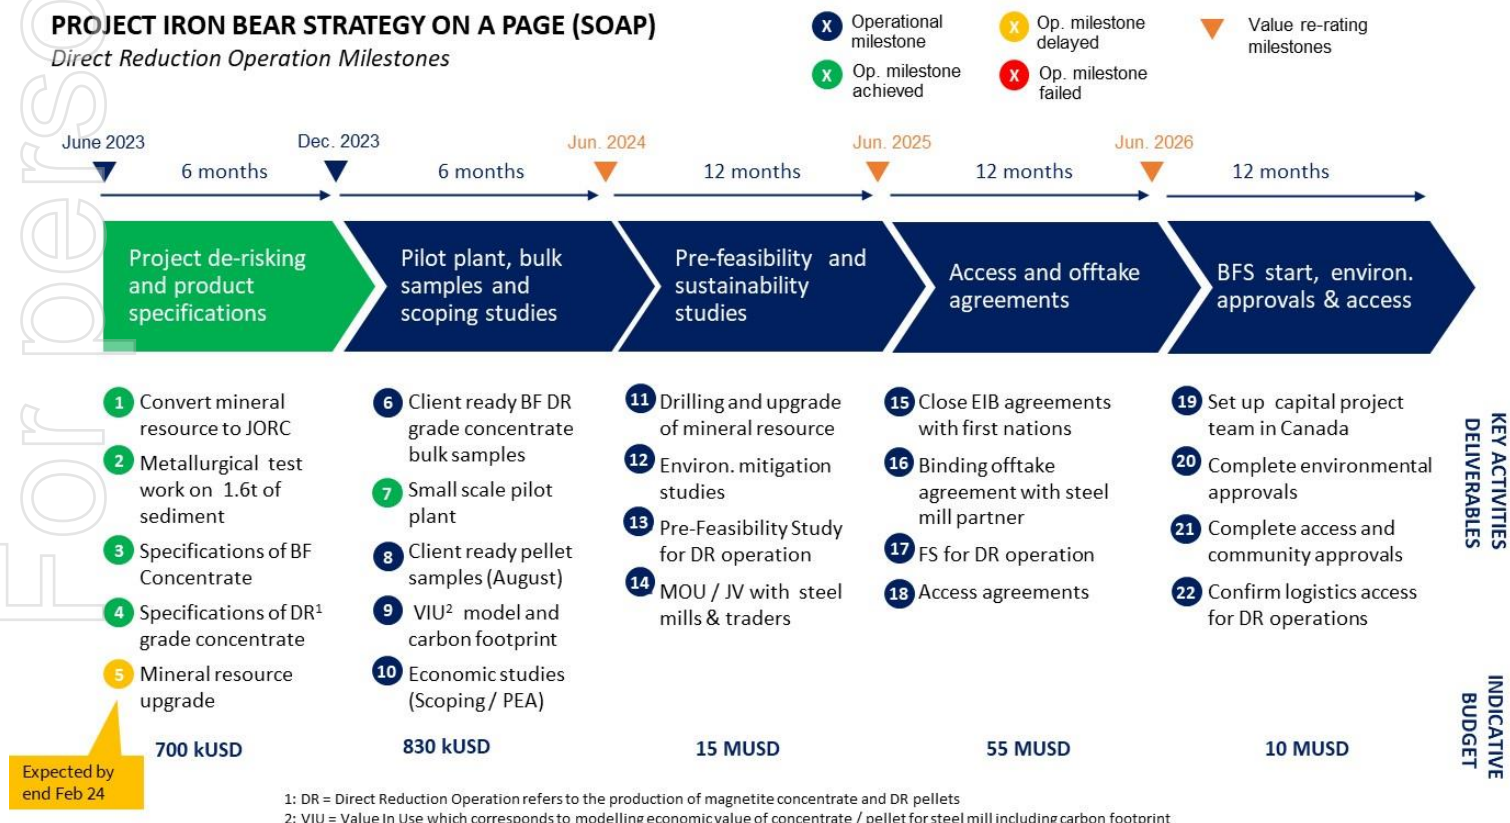 PROJECT IRON BEAR STRATEGY ON A PAGE (SOAP)
Direct Reduction Operation Milestones
X Operational
milestone
X Op. milestone
achieved
X Op. milestone
delayed
X Op. milestone
failed
Value re-rating
milestones
June 2023
6 months
Dec. 2023
6 months
Jun. 2024
12 months
Jun. 2025
12 months
Jun. 2026
12 months
Project de-risking
and product
specifications
Pilot plant, bulk
samples and
scoping studies
Pre-feasibility and
sustainability
studies
Access and offtake
agreements
BFS start, environ.
approvals & access
1 Convert mineral
resource to JORC
2 Metallurgical test
work on 1.6t of
sediment
3 Specifications of BF
Concentrate
4 Specifications of DR¹
grade concentrate
5 Mineral resource
upgrade
6 Client ready BF DR
grade concentrate
bulk samples
7 Small scale pilot
plant
8 Client ready pellet
samples (August)
9 VIU² model and
carbon footprint
10 Economic studies
(Scoping / PEA)
11 Drilling and upgrade
of mineral resource
12 Environ. mitigation
studies
13 Pre-Feasibility Study
for DR operation
14 MOU / JV with steel
mills & traders
15 Close EIB agreements
with first nations
16 Binding offtake
agreement with steel
mill partner
17 FS for DR operation
18 Access agreements
19 Set up capital project
team in Canada
20 Complete environmental
approvals
21 Complete access and
community approvals
22 Confirm logistics access
for DR operations
KEY ACTIVITIES
DELIVERABLES
700 kUSD
830 kUSD
15 MUSD
55 MUSD
10 MUSD
INDICATIVE
BUDGET
Expected by
end Feb 24
1: DR = Direct Reduction Operation refers to the production of magnetite concentrate and DR pellets
2: VIU = Value In Use which corresponds to modelling economic value of concentrate / pellet for steel mill including carbon footprint
For perso